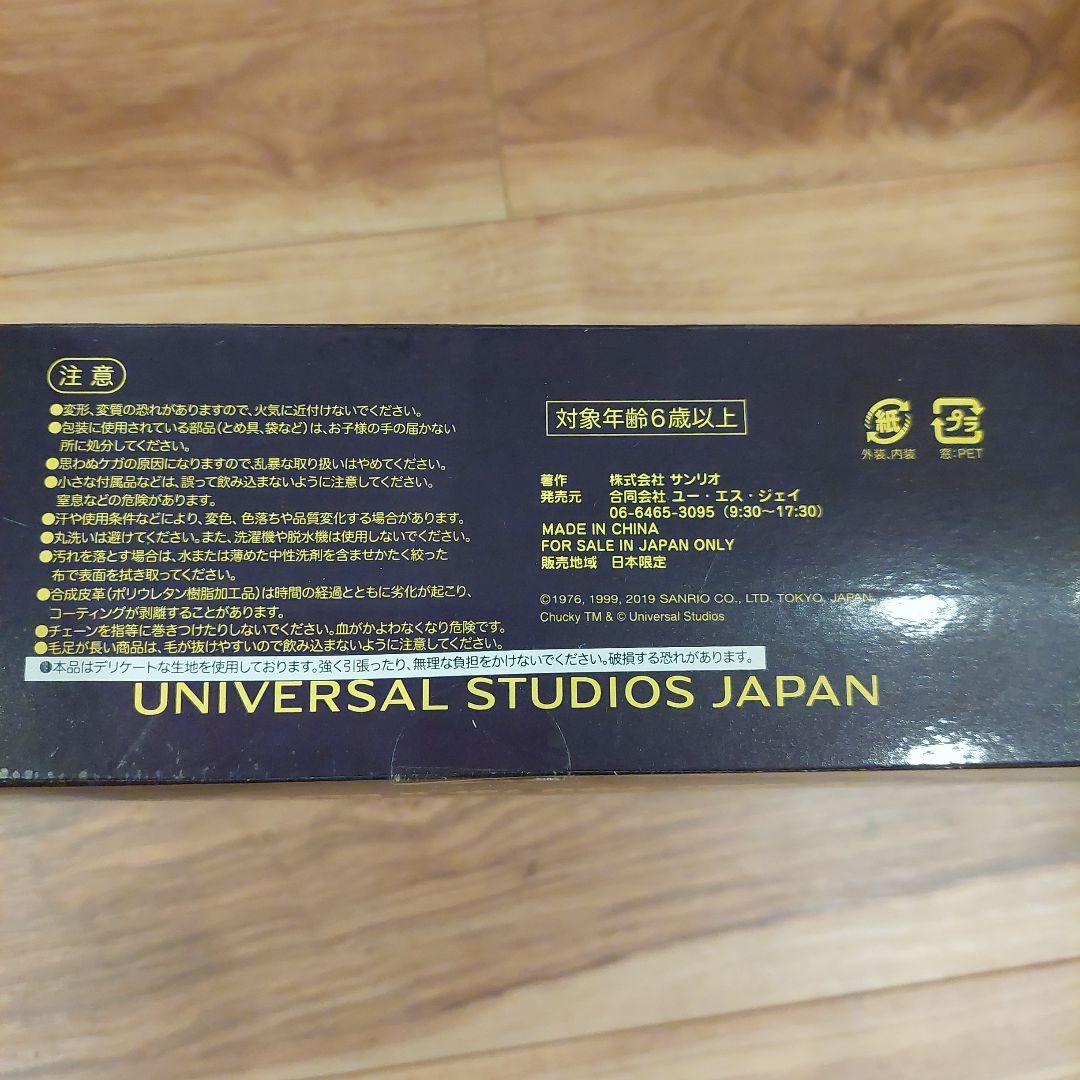 注意
●変形、変質の恐れがありますので、火気に近付けないでください。
●包装に使用されている部品(とめ具、袋など)は、お子様の手の届かない
所に処分してください。
●思わぬケガの原因になりますので、乱暴な取り扱いはやめてください。
●小さな付属品などは、誤って飲み込まないように注意してください。
窒息などの危険があります。
●汗や使用条件などにより、変色、色落ちや品質変化する場合があります。
●丸洗いは避けてください。また、洗濯機や脱水機は使用しないでください。
●汚れを落とす場合は、水または薄めた中性洗剤を含ませかたく絞った
布で表面を拭き取ってください。
●合成皮革(ポリウレタン樹脂加工品)は時間の経過とともに劣化が起こり、
コーティングが剥離することがあります。
●チェーンを指等に巻きつけたりしないでください。血がかよわなくなり危険です。
●毛足が長い商品は、毛が抜けやすいので飲み込まないように注意してください。
●本品はデリケートな生地を使用しております。強く引張ったり、無理な負担をかけないでください。破損する恐れがあります。
対象年齢6歳以上
紙
外装、内装
プラ
窓:PET
著作 株式会社 サンリオ
発売元 合同会社 ユー・エス・ジェイ
06-6465-3095 (9:30〜17:30)
MADE IN CHINA
FOR SALE IN JAPAN ONLY
販売地域 日本限定
©1976, 1999, 2019 SANRIO CO., LTD. TOKYO, JAPAN
Chucky TM & © Universal Studios
UNIVERSAL STUDIOS JAPAN